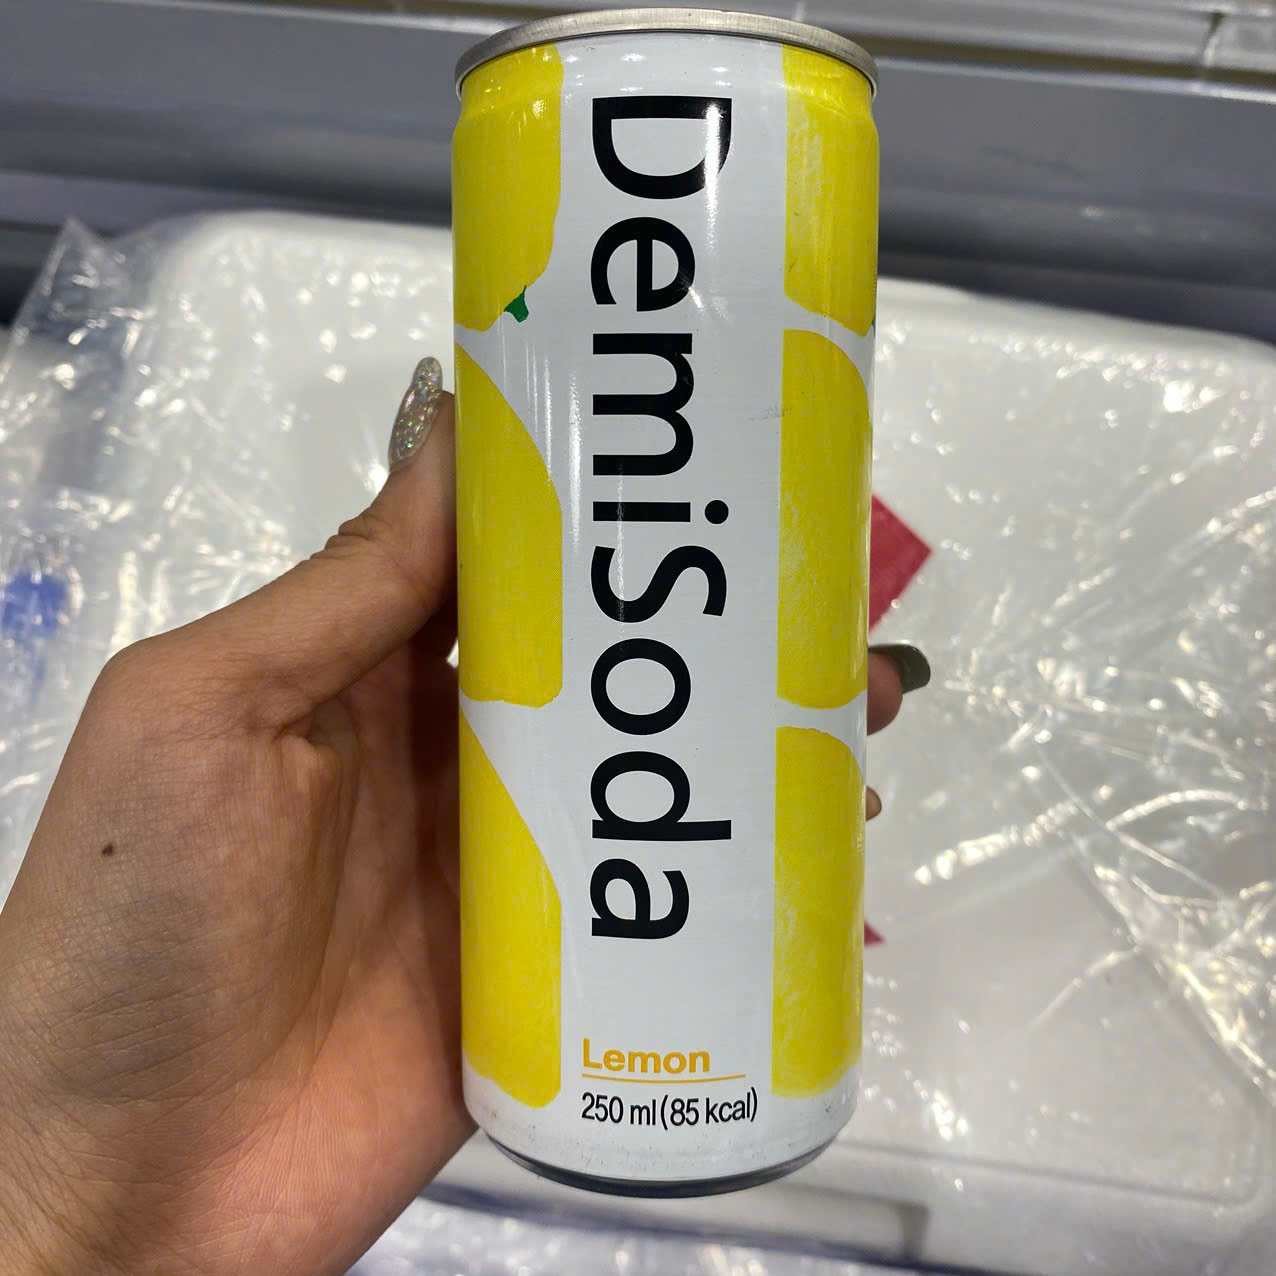 DemiSoda
Lemon
250 ml(85 kcal)